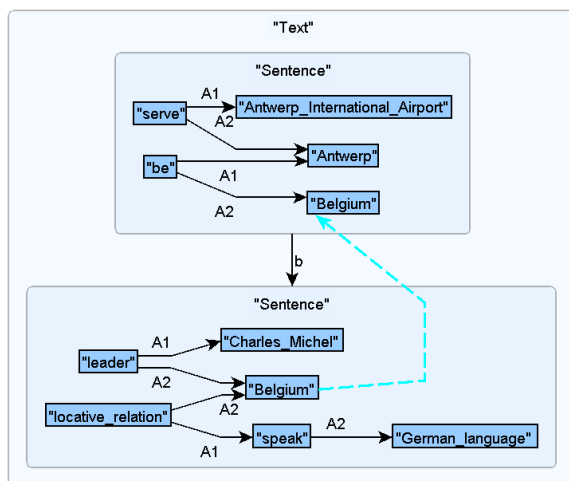 "Text"
"Sentence"
A1
"Antwerp_International_Airport"
"serve"
A2
"Antwerp"
"be"
A1
A2
"Belgium"
b
"Sentence"
A1
"Charles_Michel"
"leader"
A2
"Belgium"
"locative_relation"
A2
A1
"speak"
A2
"German_language"